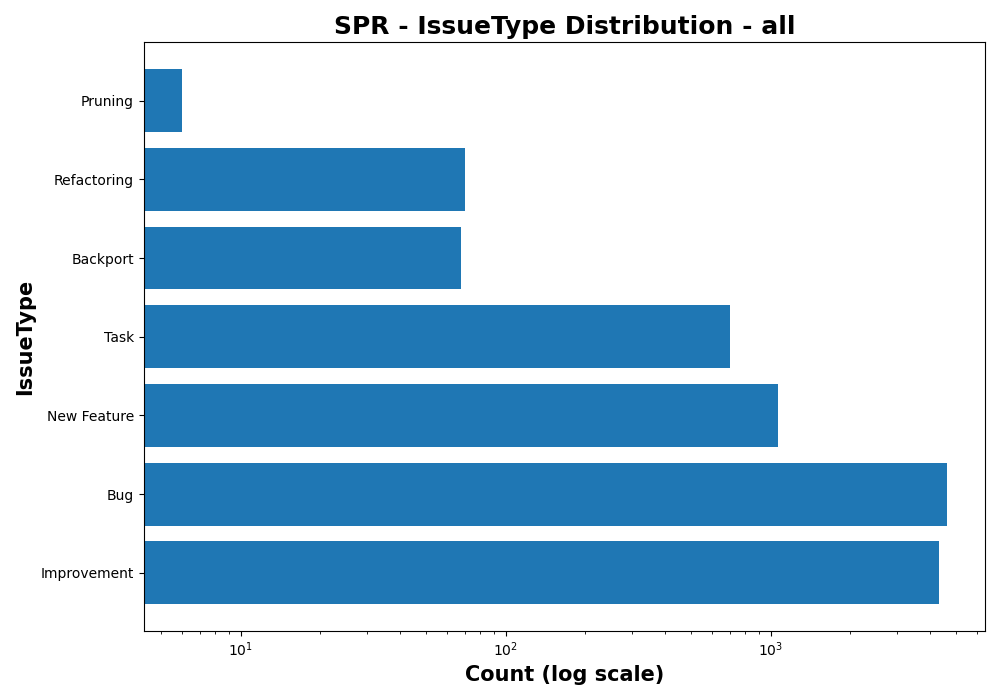 SPR - IssueType Distribution - all
Pruning
Refactoring
Backport
Task
New Feature
Bug
Improvement
IssueType
10¹
10²
10³
Count (log scale)